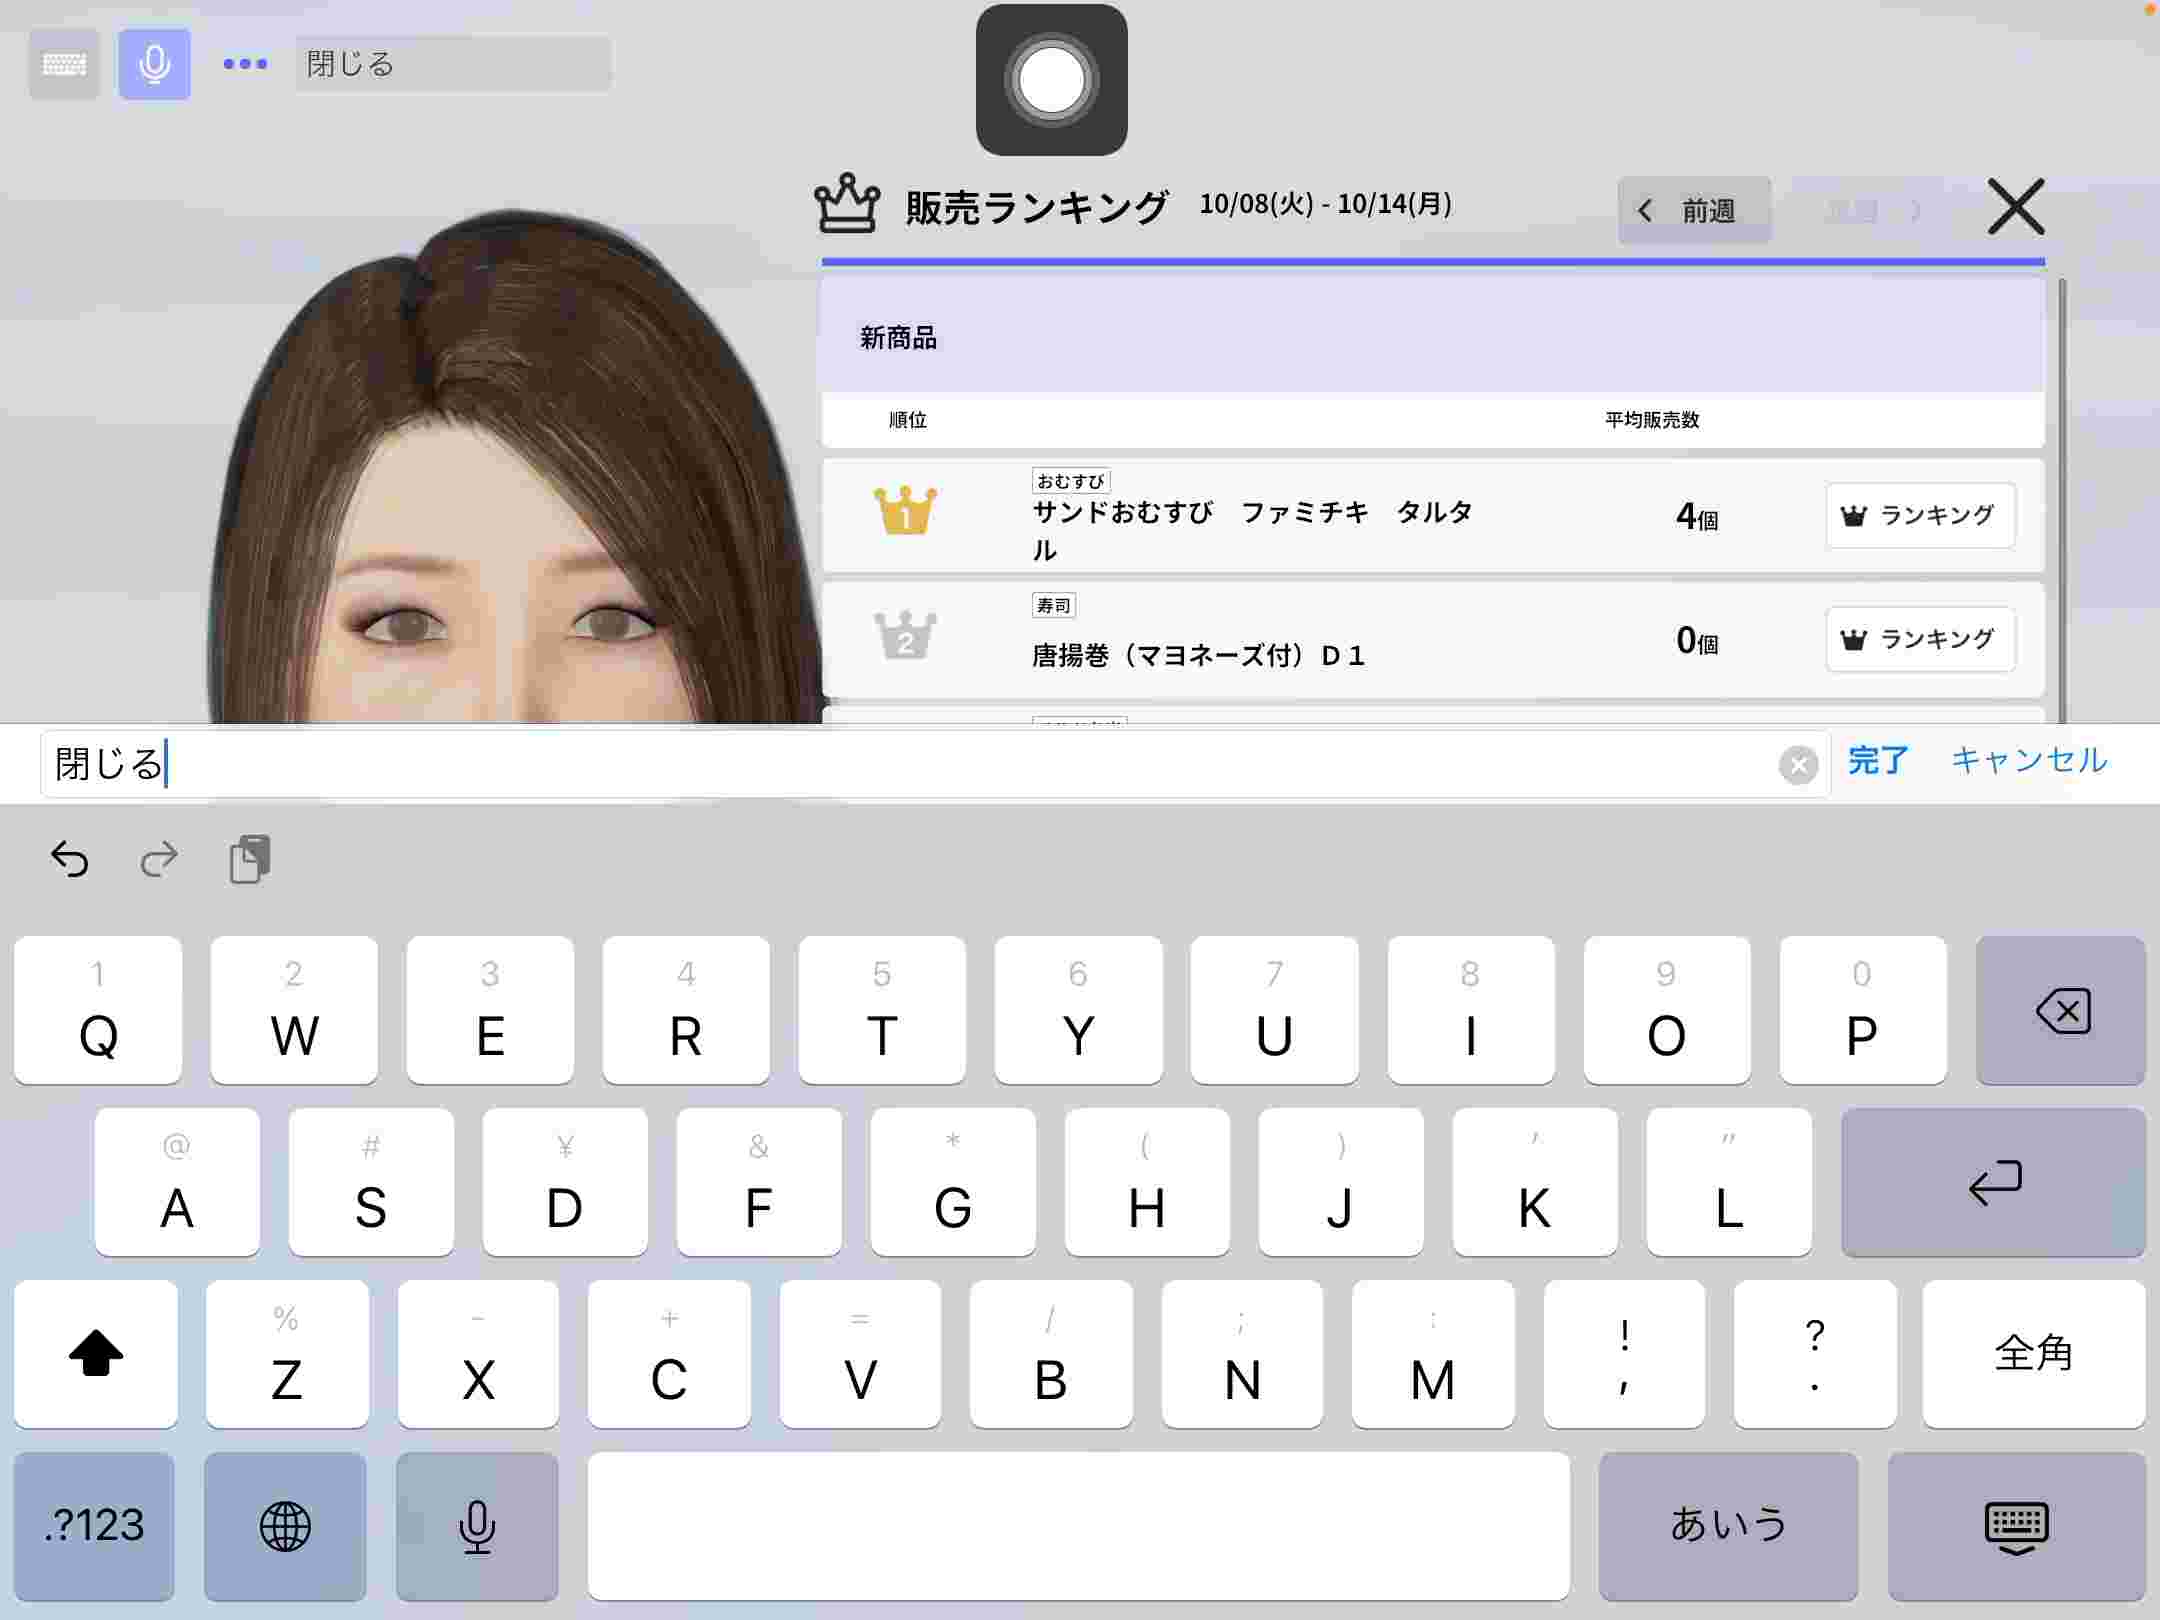 閉じる
販売ランキング 10/08(火) - 10/14(月)
前週
新商品
順位 平均販売数
おむすび
サンドおむすび　ファミチキ　タルタ
ル
4個
ランキング
寿司
唐揚巻（マヨネーズ付）Ｄ１
0個
ランキング
1
2
閉じる
完了 キャンセル
1 2 3 4 5 6 7 8 9 0
Q W E R T Y U I O P
@ # ¥ & * ( ) ' "
A S D F G H J K L
% - + = / ; : ! ?
Z X C V B N M , . 全角
.?123 あいう